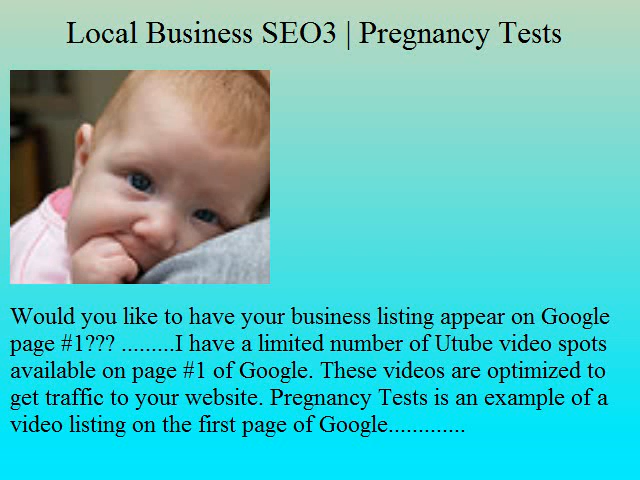 Local Business SEO3 | Pregnancy Tests
Would you like to have your business listing appear on Google
page #1??? .........I have a limited number of Utube video spots
available on page #1 of Google. These videos are optimized to
get traffic to your website. Pregnancy Tests is an example of a
video listing on the first page of Google.............